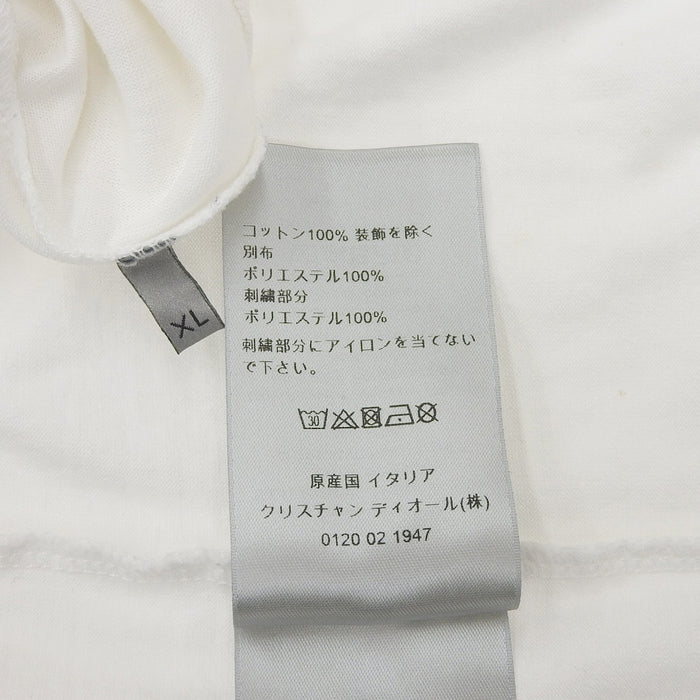 コットン100% 装飾を除く
別布
ポリエステル100%
刺繍部分
ポリエステル100%
刺繍部分にアイロンを当てない
で下さい。
30
原産国 イタリア
クリスチャン ディオール(株)
0120 02 1947
XL